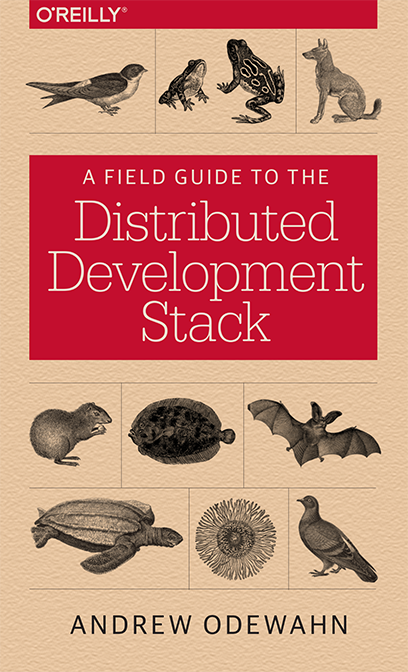 O'REILLY®
A FIELD GUIDE TO THE
Distributed
Development
Stack
ANDREW ODEWAHN